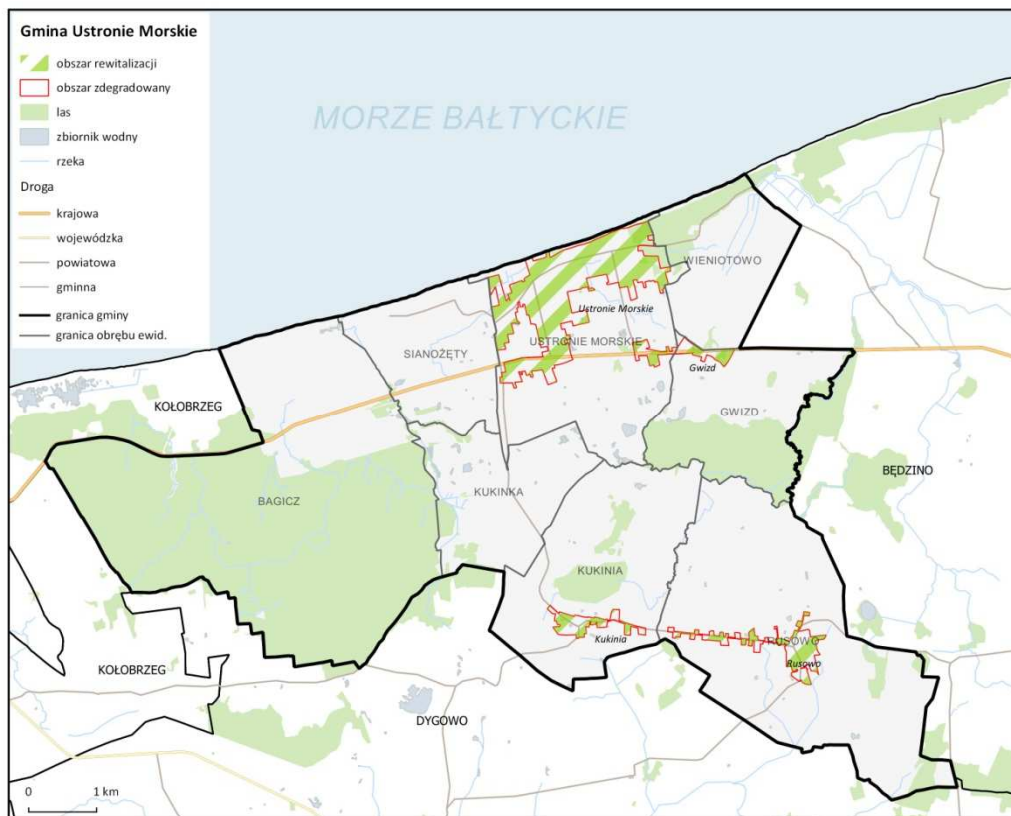 Gmina Ustronie Morskie
obszar rewitalizacji
obszar zdegradowany
las
zbiornik wodny
rzeka
Droga
krajowa
wojewódzka
powiatowa
gminna
granica gminy
granica obrębu ewid.
MORZE BAŁTYCKIE
WIENIOTOWO
Ustronie Morskie
USTRONIE MORSKIE
SIANOŻĘTY
Gwizd
KOŁOBRZEG
GWIZD
BĘDZINO
BAGICZ
KUKINKA
KUKINIA
Kukinia
RUSOWO
Rusowo
KOŁOBRZEG
DYGOWO
0 1 km